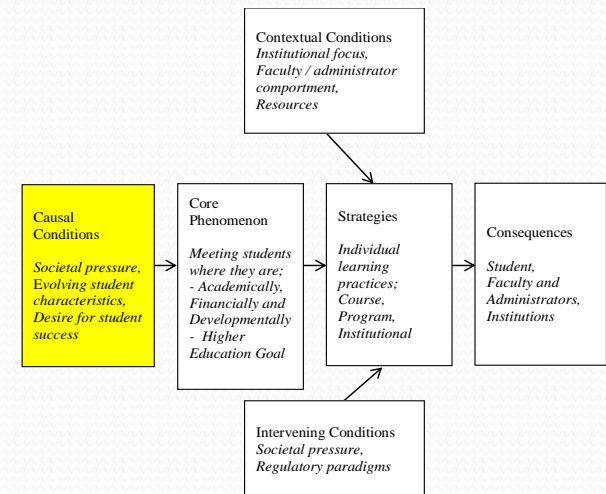 Contextual Conditions
Institutional focus,
Faculty / administrator
comportment,
Resources
Causal
Conditions
Societal pressure,
Evolving student
characteristics,
Desire for student
success
Core
Phenomenon
Meeting students
where they are;
- Academically,
Financially and
Developmentally
- Higher
Education Goal
Strategies
Individual
learning
practices;
Course,
Program,
Institutional
Consequences
Student,
Faculty and
Administrators,
Institutions
Intervening Conditions
Societal pressure,
Regulatory paradigms